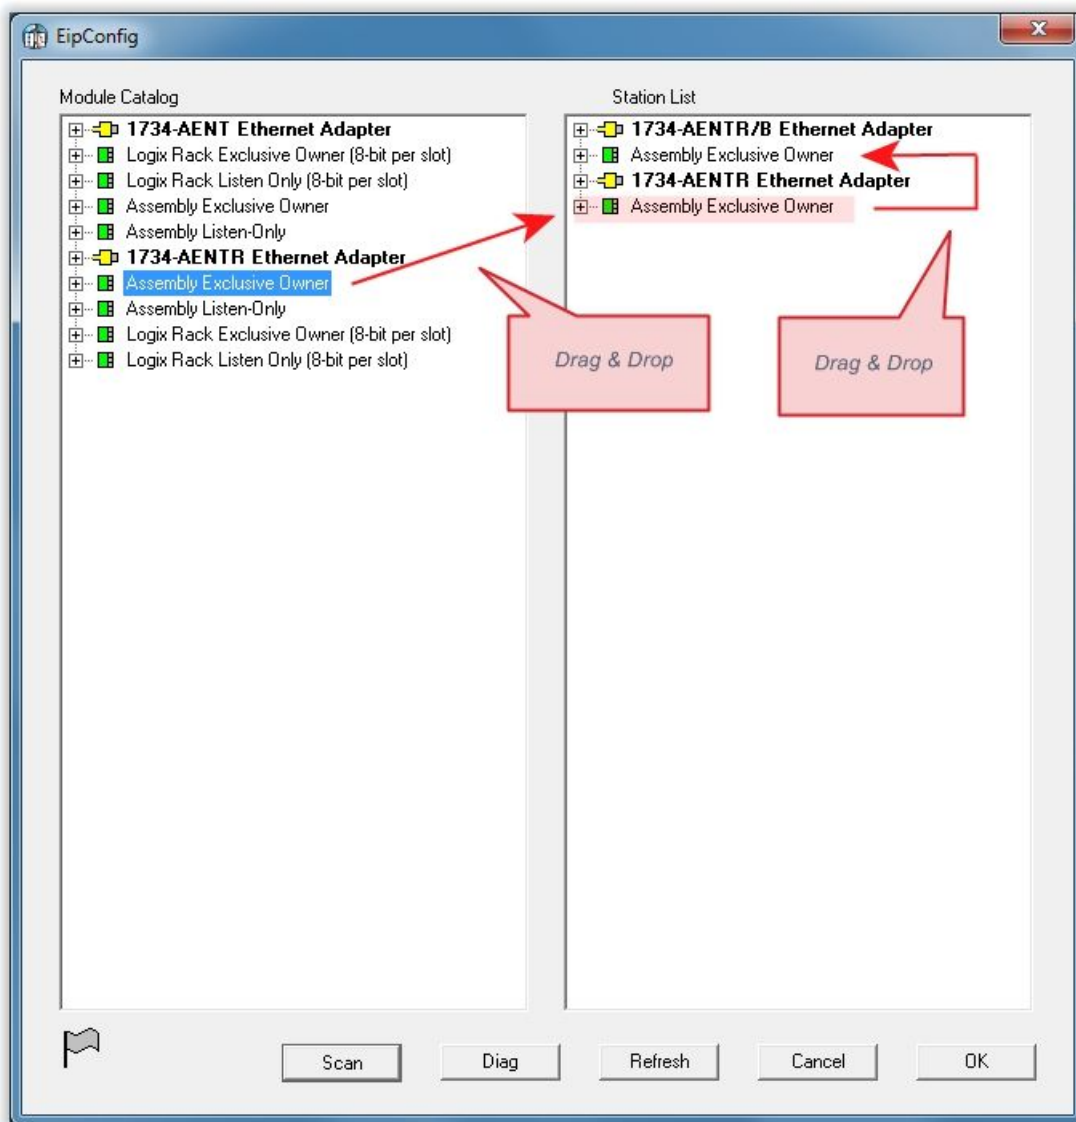 EipConfig
Module Catalog
1734-AENT Ethernet Adapter
Logix Rack Exclusive Owner (8-bit per slot)
Logix Rack Listen Only (8-bit per slot)
Assembly Exclusive Owner
Assembly Listen-Only
1734-AENTR Ethernet Adapter
Assembly Exclusive Owner
Assembly Listen-Only
Logix Rack Exclusive Owner (8-bit per slot)
Logix Rack Listen Only (8-bit per slot)
Drag & Drop
Station List
1734-AENTR/B Ethernet Adapter
Assembly Exclusive Owner
1734-AENTR Ethernet Adapter
Assembly Exclusive Owner
Drag & Drop
Scan
Diag
Refresh
Cancel
OK